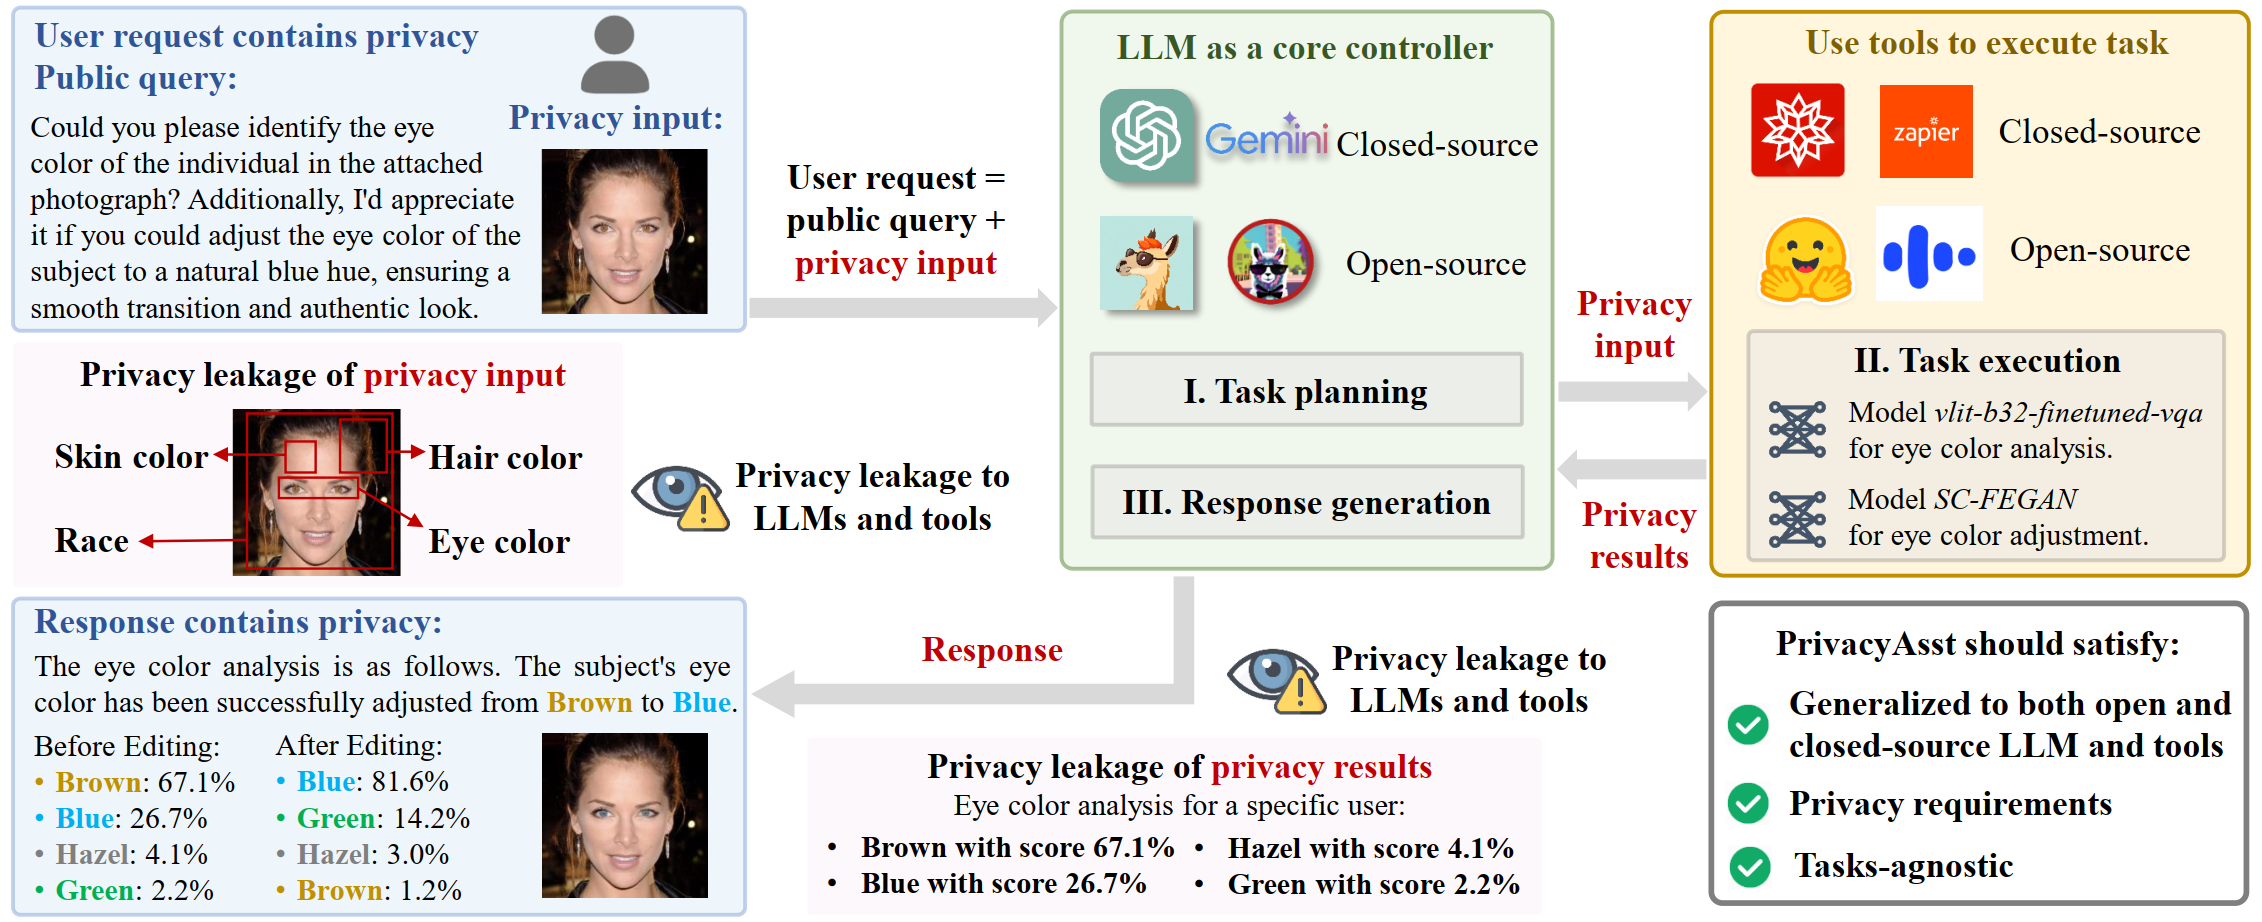 User request contains privacy
Public query:
Privacy input:
Could you please identify the eye
color of the individual in the attached
photograph? Additionally, I'd appreciate
it if you could adjust the eye color of the
subject to a natural blue hue, ensuring a
smooth transition and authentic look.
User request =
public query +
privacy input
LLM as a core controller
Gemini
Closed-source
Open-source
I. Task planning
III. Response generation
Privacy
input
Privacy
results
Use tools to execute task
zapier
Closed-source
Open-source
II. Task execution
Model vlit-b32-finetuned-vqa
for eye color analysis.
Model SC-FEGAN
for eye color adjustment.
Privacy leakage of privacy input
Skin color
Hair color
Race
Eye color
Privacy leakage to
LLMs and tools
Response contains privacy:
The eye color analysis is as follows. The subject's eye
color has been successfully adjusted from Brown to Blue.
Before Editing:
• Brown: 67.1%
• Blue: 26.7%
• Hazel: 4.1%
• Green: 2.2%
After Editing:
• Blue: 81.6%
• Green: 14.2%
• Hazel: 3.0%
• Brown: 1.2%
Response
Privacy leakage to
LLMs and tools
Privacy leakage of privacy results
Eye color analysis for a specific user:
• Brown with score 67.1%
• Blue with score 26.7%
• Hazel with score 4.1%
• Green with score 2.2%
PrivacyAsst should satisfy:
Generalized to both open and
closed-source LLM and tools
Privacy requirements
Tasks-agnostic